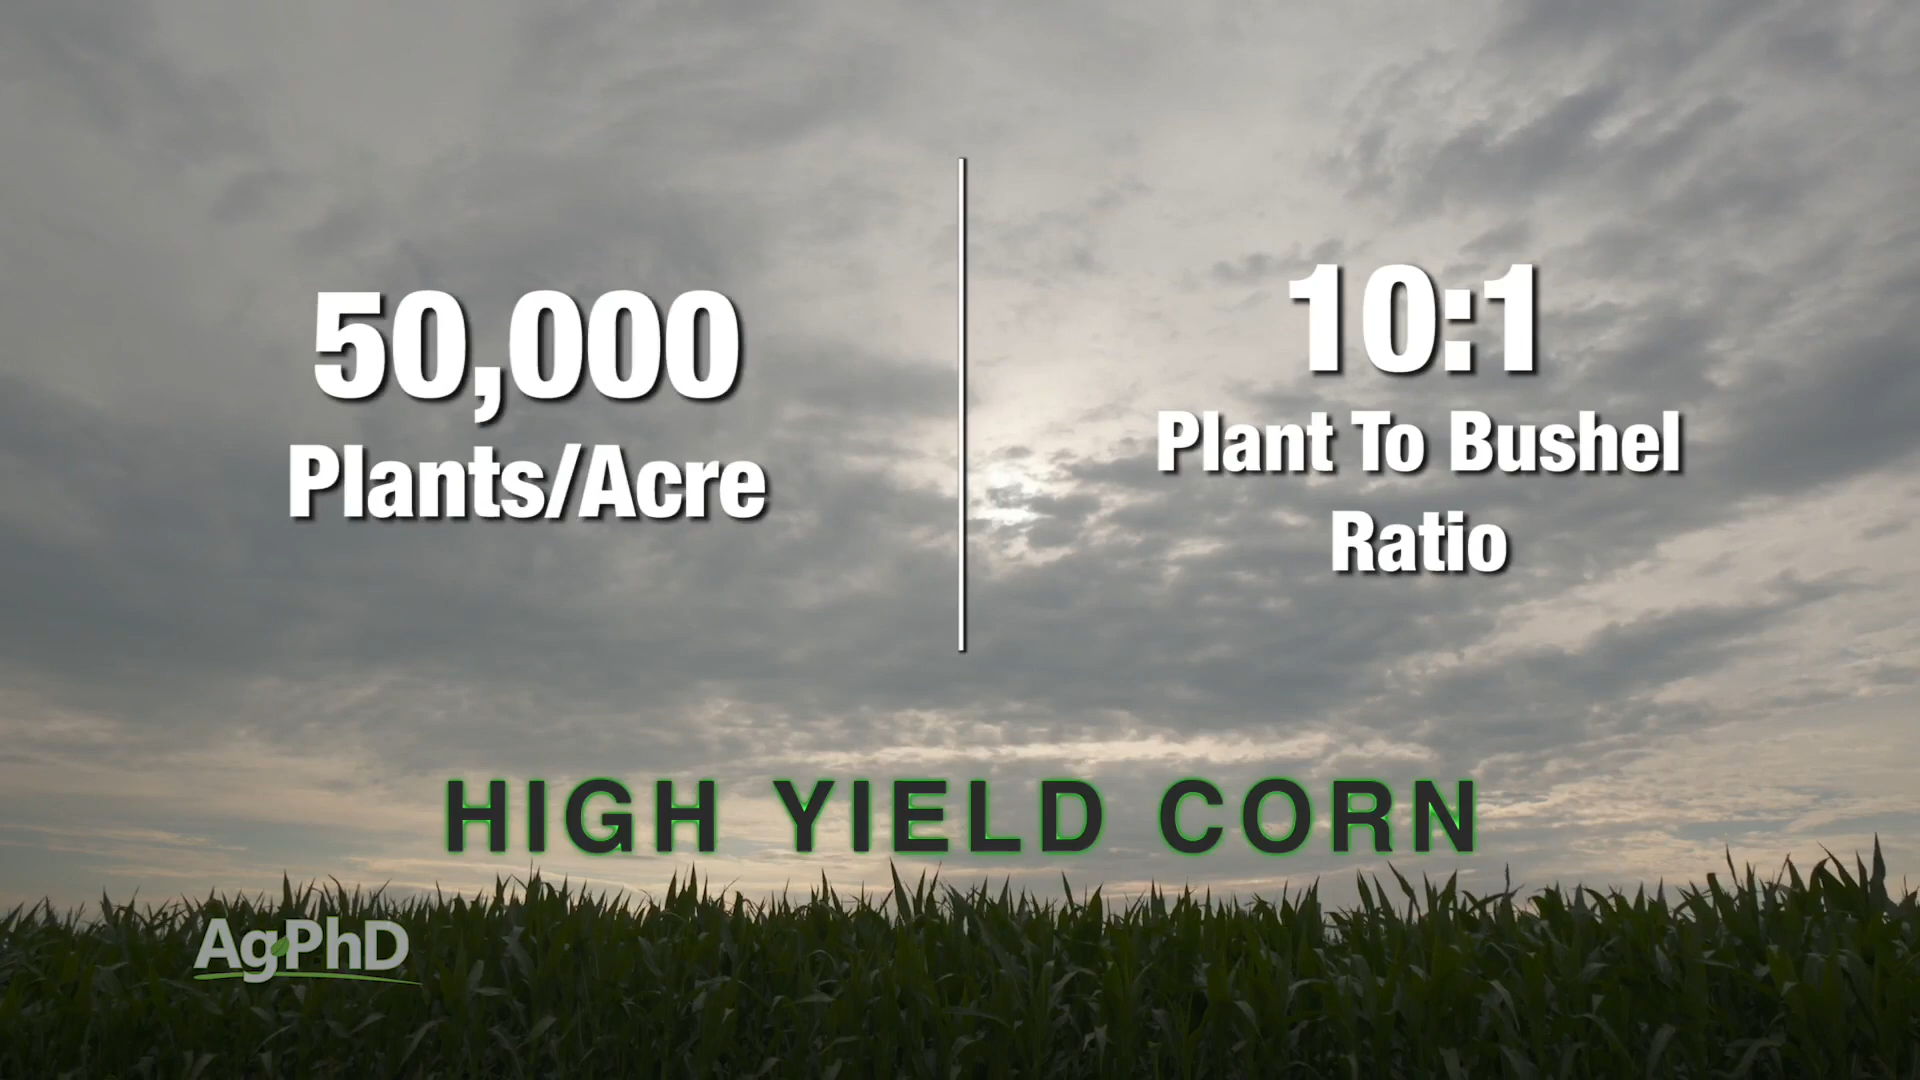 50,000
Plants/Acre
10:1
Plant To Bushel
Ratio
HIGH YIELD CORN
AgPhD